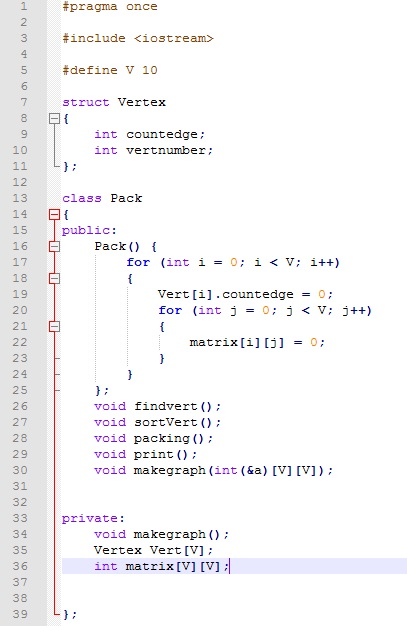 1 #pragma once
2
3 #include <iostream>
4
5 #define V 10
6
7 struct Vertex
8 {
9     int countedge;
10     int vertnumber;
11 };
12
13 class Pack
14 {
15 public:
16     Pack() {
17         for (int i = 0; i < V; i++)
18         {
19             Vert[i].countedge = 0;
20             for (int j = 0; j < V; j++)
21             {
22                 matrix[i][j] = 0;
23             }
24         }
25     };
26     void findvert();
27     void sortVert();
28     void packing();
29     void print();
30     void makegraph(int(&a)[V][V]);
31
32
33 private:
34     void makegraph();
35     Vertex Vert[V];
36     int matrix[V][V];
37
38
39 };